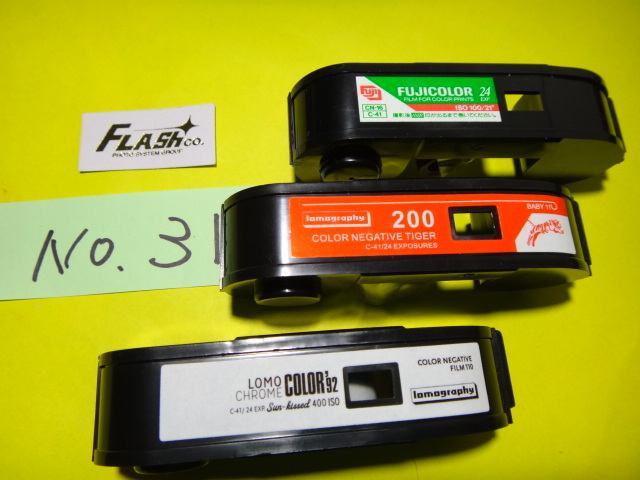 FLASH CO.
PHOTO SYSTEM GROUP
No. 3
Fuji
CN-16
C-41
FUJICOLOR 24
FILM FOR COLOR PRINTS EXP.
ISO 100/21°
lomography
200
COLOR NEGATIVE TIGER
C-41/24 EXPOSURES
BABY 110
LOMO
CHROME COLOR'92
C-41/ 24 EXP. Sun-kissed 400 ISO
COLOR NEGATIVE
FILM 110
lomography